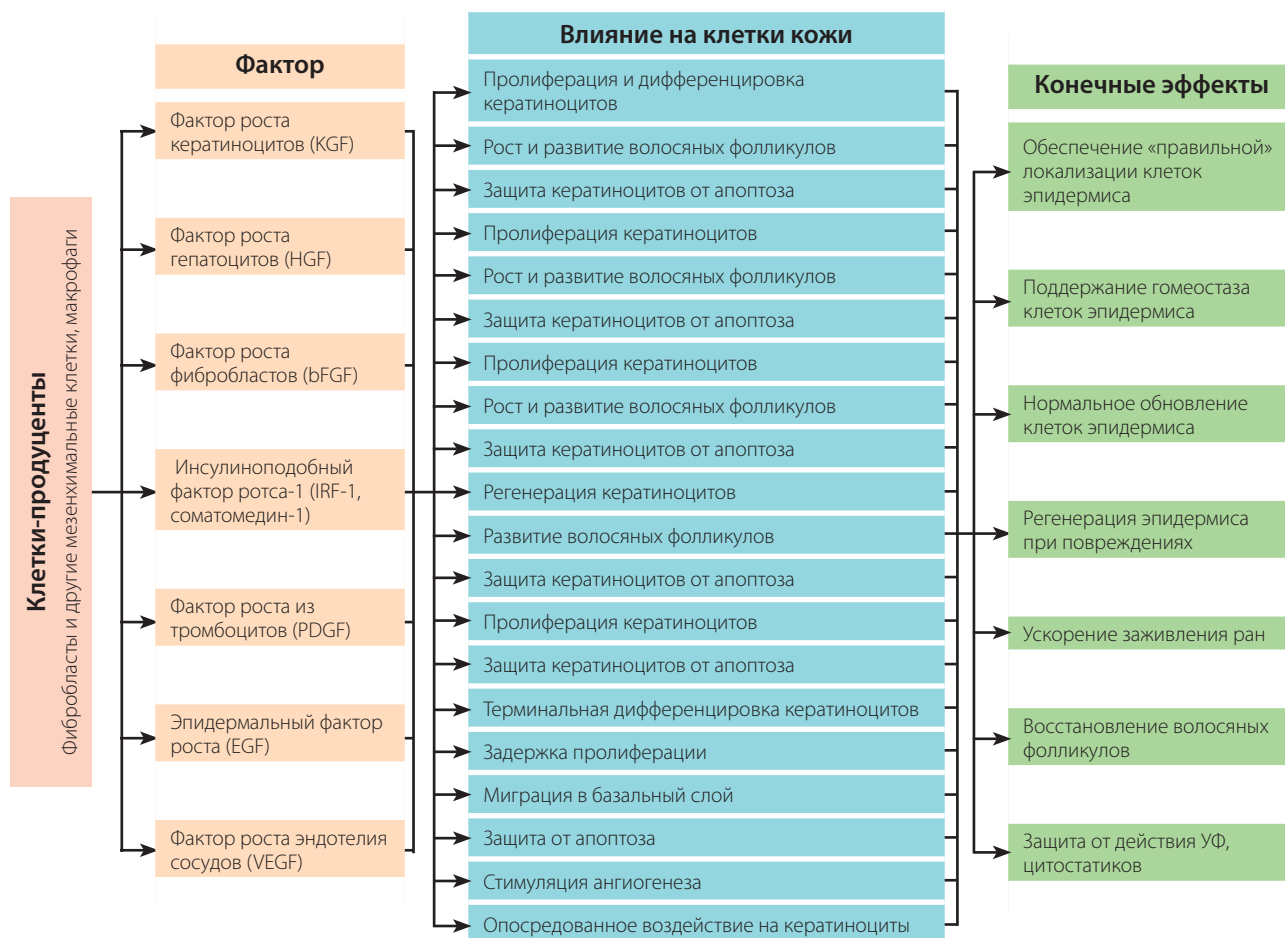 Клетки-продуценты
Фибробласты и другие мезенхимальные клетки, макрофаги
Фактор
Фактор роста
кератиноцитов (KGF)
Фактор роста
гепатоцитов (HGF)
Фактор роста
фибробластов (bFGF)
Инсулиноподобный
фактор ротса-1 (IRF-1,
соматомедин-1)
Фактор роста из
тромбоцитов (PDGF)
Эпидермальный фактор
роста (EGF)
Фактор роста эндотелия
сосудов (VEGF)
Влияние на клетки кожи
Пролиферация и дифференцировка
кератиноцитов
Рост и развитие волосяных фолликулов
Защита кератиноцитов от апоптоза
Пролиферация кератиноцитов
Рост и развитие волосяных фолликулов
Защита кератиноцитов от апоптоза
Пролиферация кератиноцитов
Рост и развитие волосяных фолликулов
Защита кератиноцитов от апоптоза
Регенерация кератиноцитов
Развитие волосяных фолликулов
Защита кератиноцитов от апоптоза
Пролиферация кератиноцитов
Защита кератиноцитов от апоптоза
Терминальная дифференцировка кератиноцитов
Задержка пролиферации
Миграция в базальный слой
Защита от апоптоза
Стимуляция ангиогенеза
Опосредованное воздействие на кератиноциты
Конечные эффекты
Обеспечение «правильной»
локализации клеток
эпидермиса
Поддержание гомеостаза
клеток эпидермиса
Нормальное обновление
клеток эпидермиса
Регенерация эпидермиса
при повреждениях
Ускорение заживления ран
Восстановление волосяных
фолликулов
Защита от действия УФ,
цитостатиков